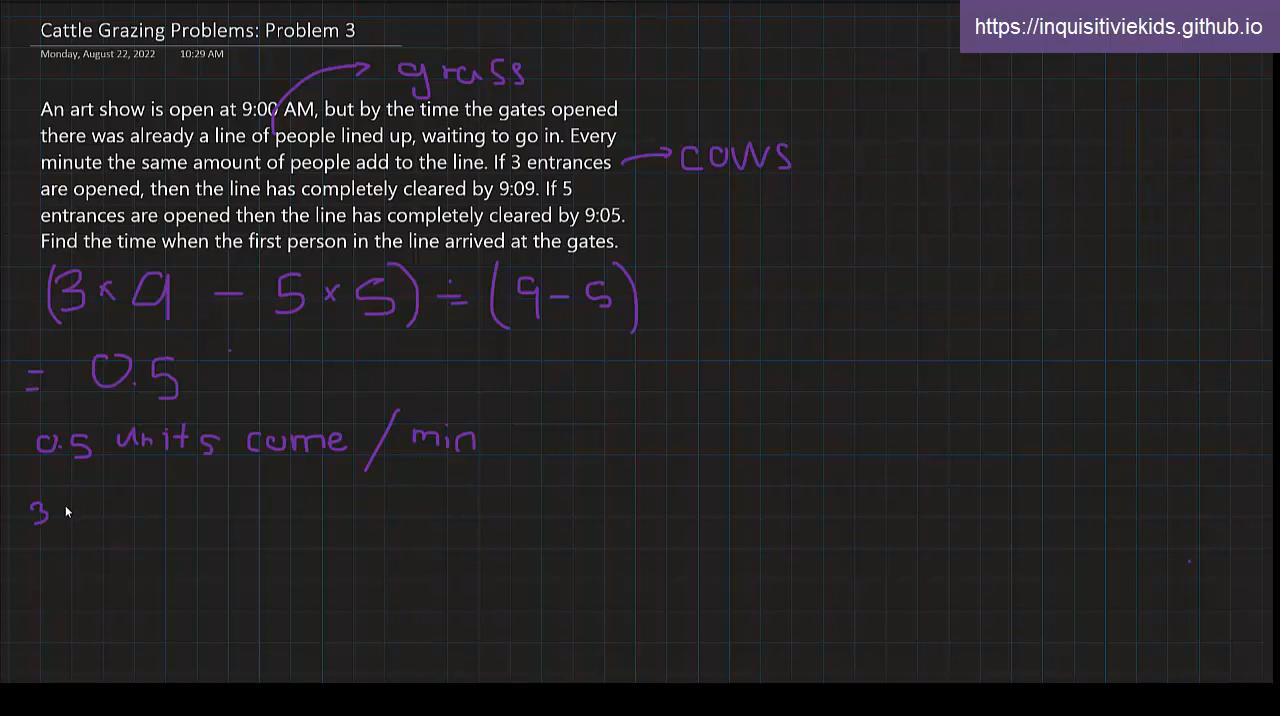 https://inquisitiviekids.github.io
Cattle Grazing Problems: Problem 3
Monday, August 22, 2022 10:29 AM
grass
An art show is open at 9:00 AM, but by the time the gates opened
there was already a line of people lined up, waiting to go in. Every
minute the same amount of people add to the line. If 3 entrances
cows
are opened, then the line has completely cleared by 9:09. If 5
entrances are opened then the line has completely cleared by 9:05.
Find the time when the first person in the line arrived at the gates.
(3 × 9 - 5 × 5) ÷ (9 - 5)
= 0.5
0.5 units come / min
3